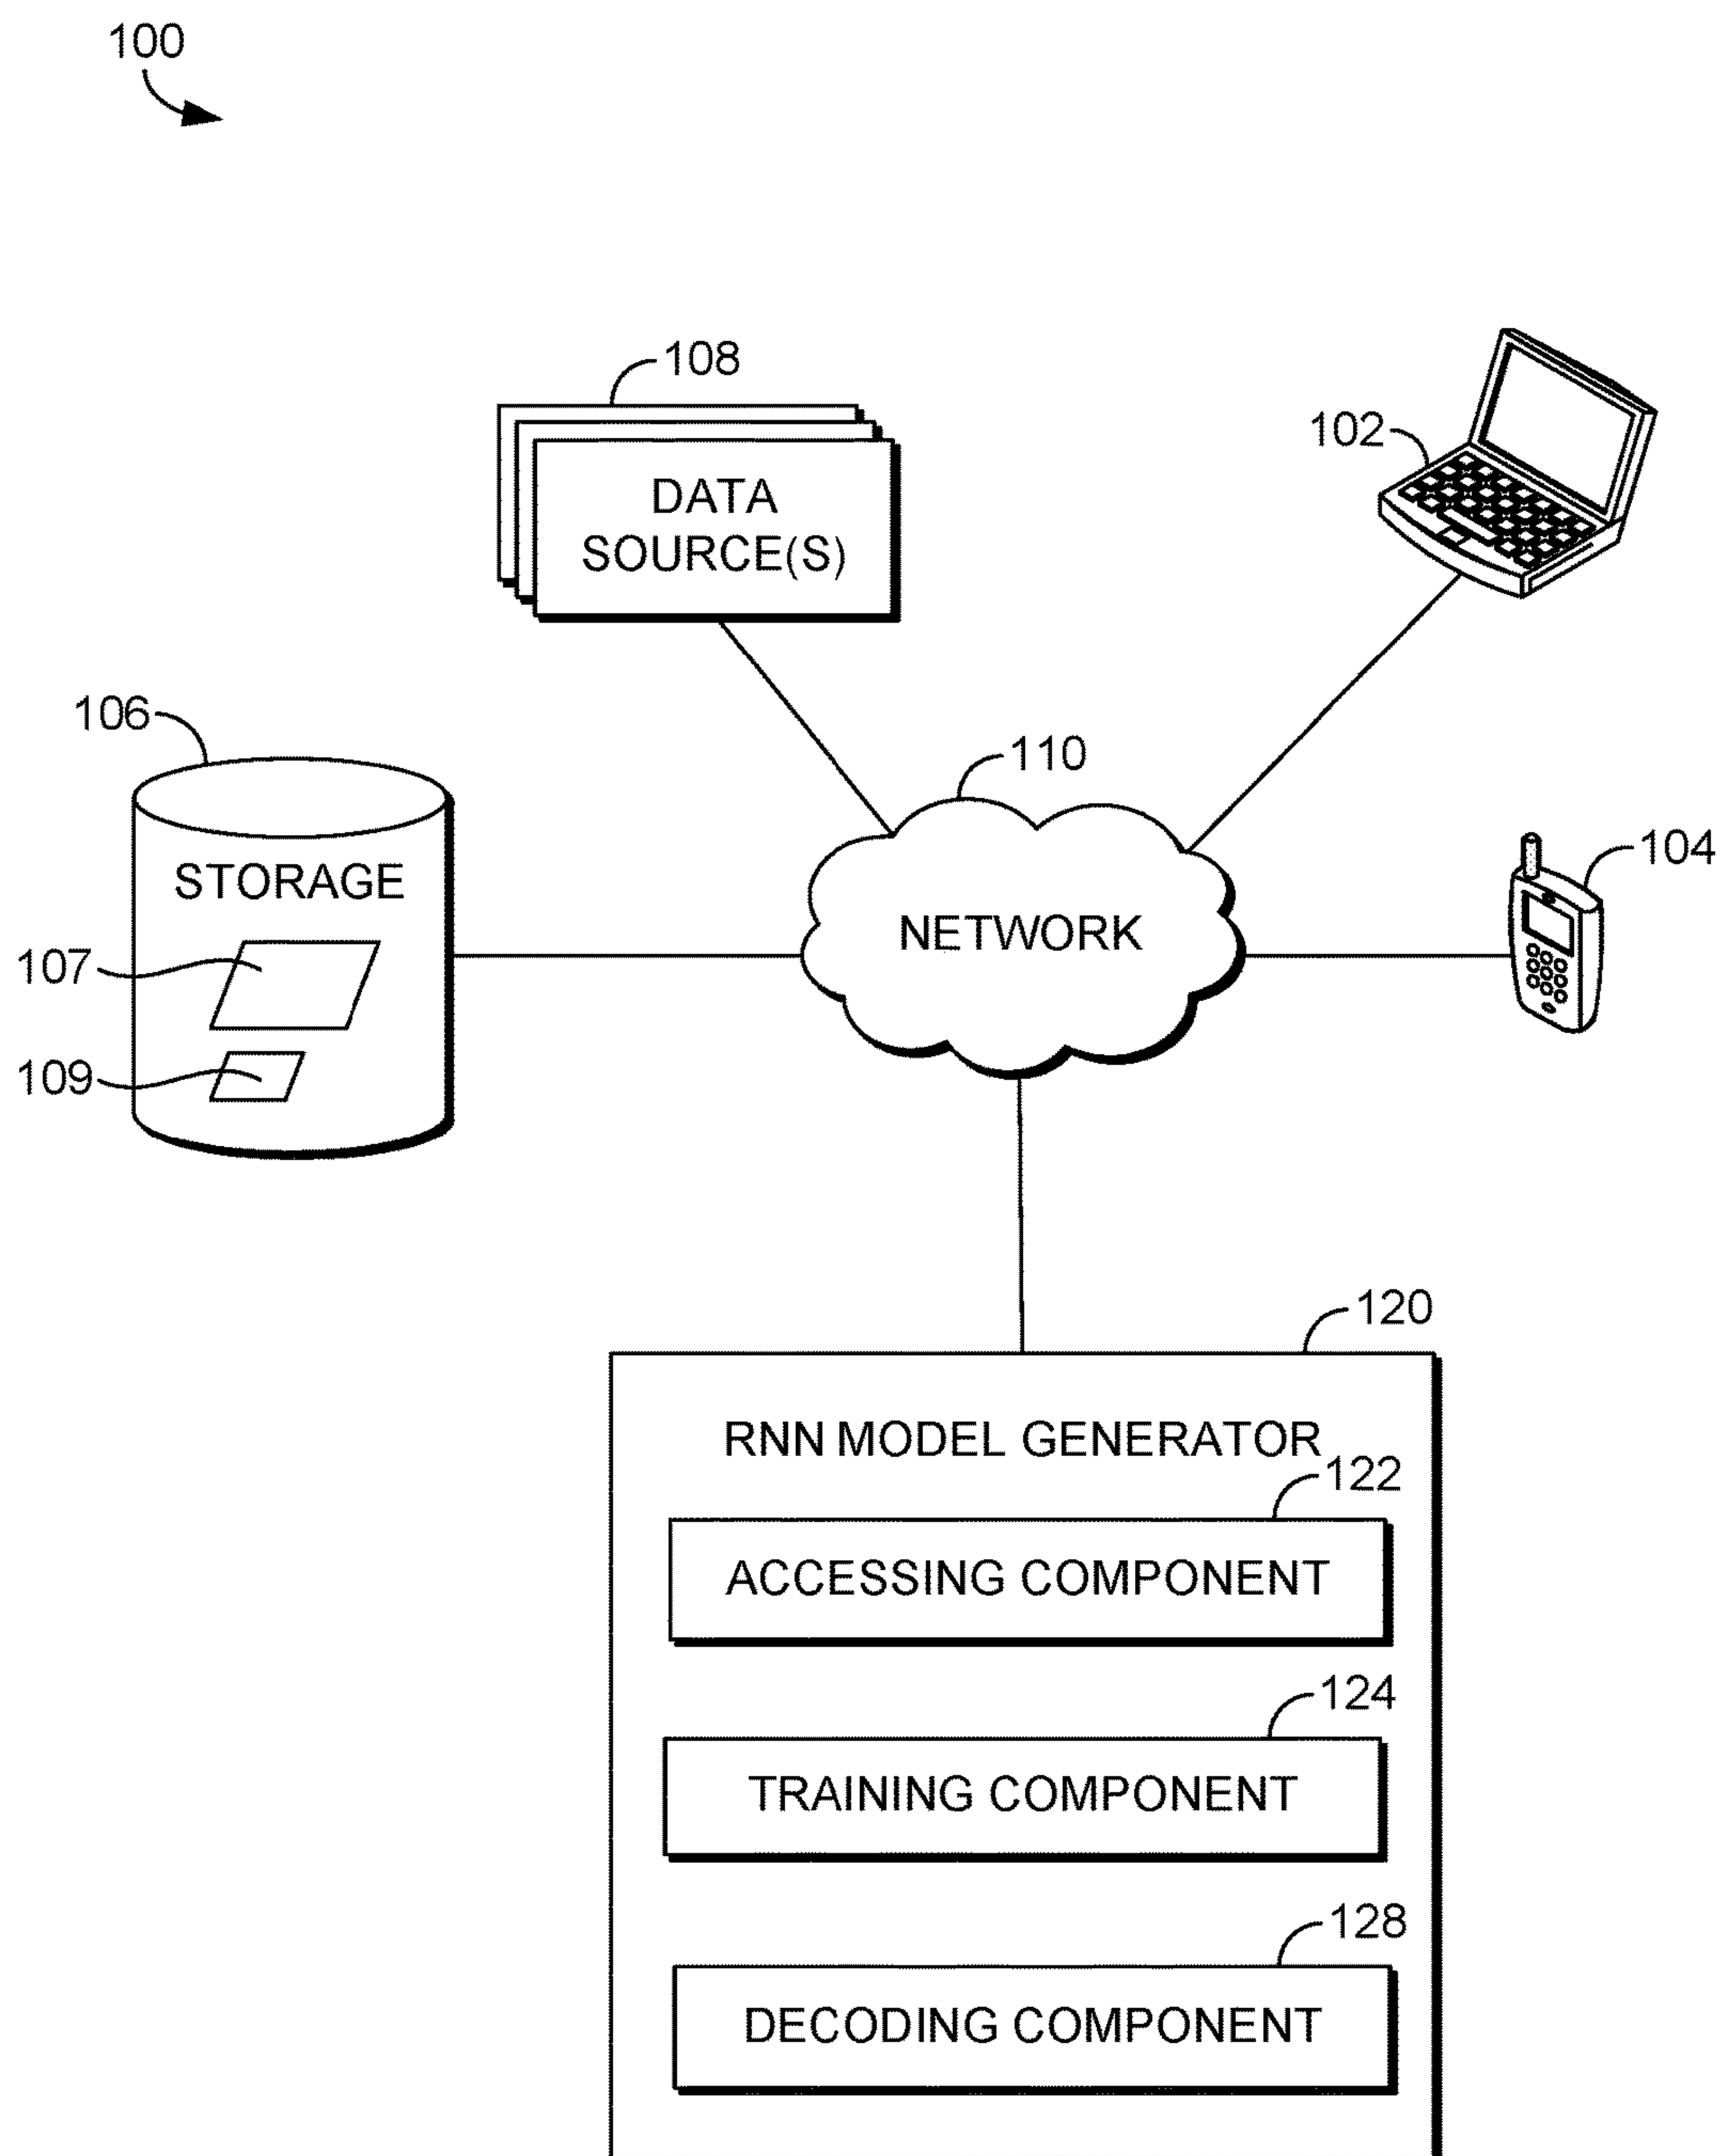 100
108
DATA
SOURCE(S)
102
106
110
104
STORAGE
NETWORK
107
109
120
RNN MODEL GENERATOR
122
ACCESSING COMPONENT
124
TRAINING COMPONENT
128
DECODING COMPONENT